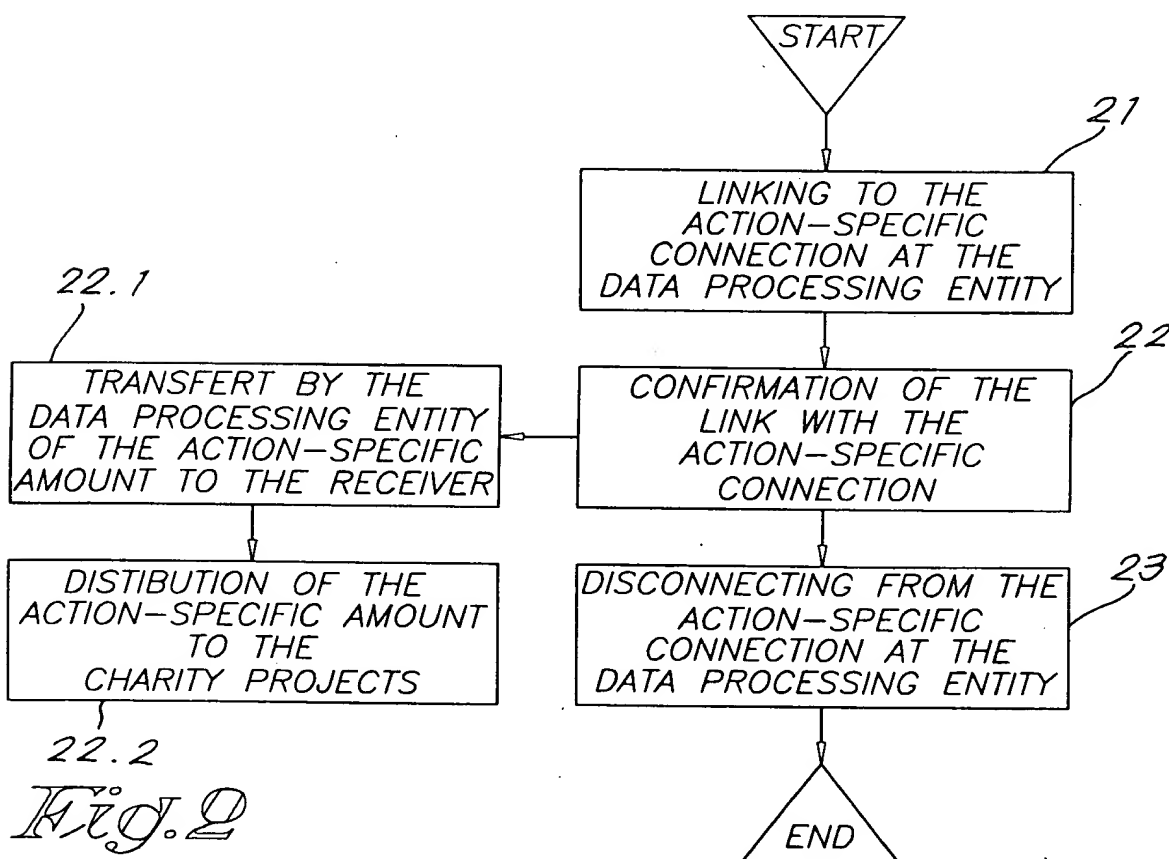 START
21
LINKING TO THE
ACTION-SPECIFIC
CONNECTION AT THE
DATA PROCESSING ENTITY
22.1
TRANSFERT BY THE
DATA PROCESSING ENTITY
OF THE ACTION-SPECIFIC
AMOUNT TO THE RECEIVER
22
CONFIRMATION OF THE
LINK WITH THE
ACTION-SPECIFIC
CONNECTION
DISTIBUTION OF THE
ACTION-SPECIFIC AMOUNT
TO THE
CHARITY PROJECTS
22.2
23
DISCONNECTING FROM THE
ACTION-SPECIFIC
CONNECTION AT THE
DATA PROCESSING ENTITY
END
Fig.2